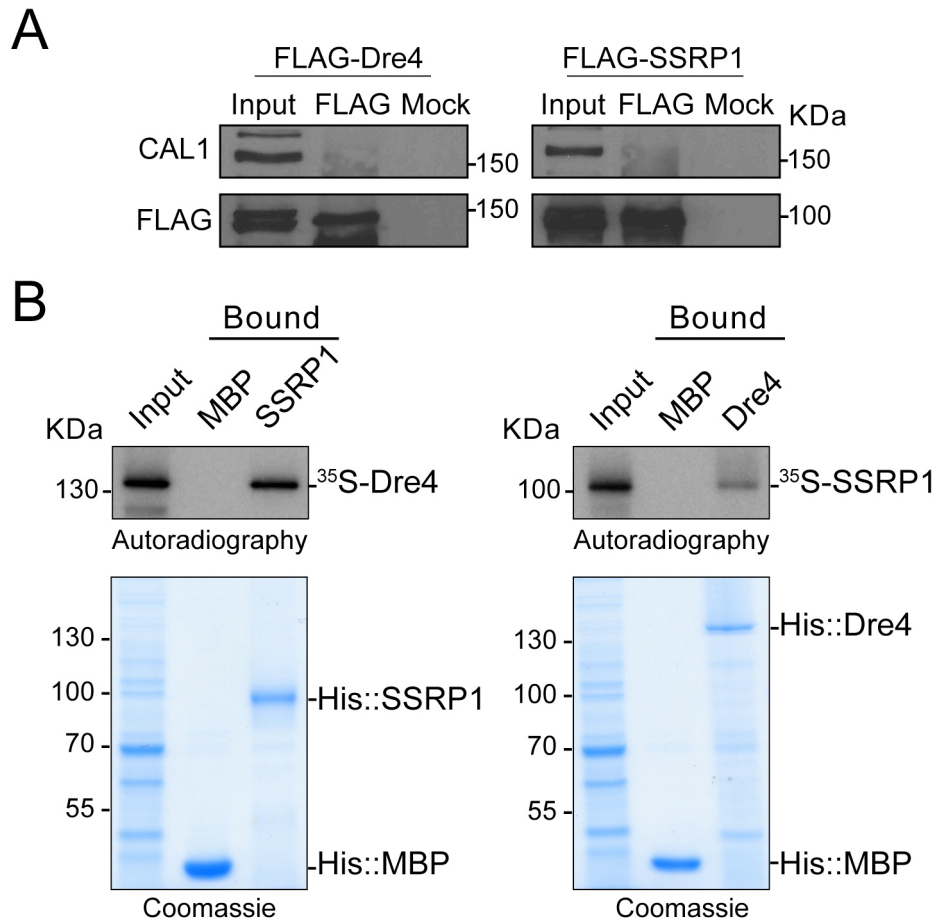 A
FLAG-Dre4 FLAG-SSRP1
Input FLAG Mock Input FLAG Mock KDa
CAL1 -150 -150
FLAG -150 -100
B
Bound Bound
Input MBP SSRP1 Input MBP Dre4
KDa KDa
130 - -35S-Dre4 100 - -35S-SSRP1
Autoradiography Autoradiography
130 - -His::Dre4
130 -
100 - -His::SSRP1 100 -
70 - 70 -
55 - 55 -
-His::MBP -His::MBP
Coomassie Coomassie